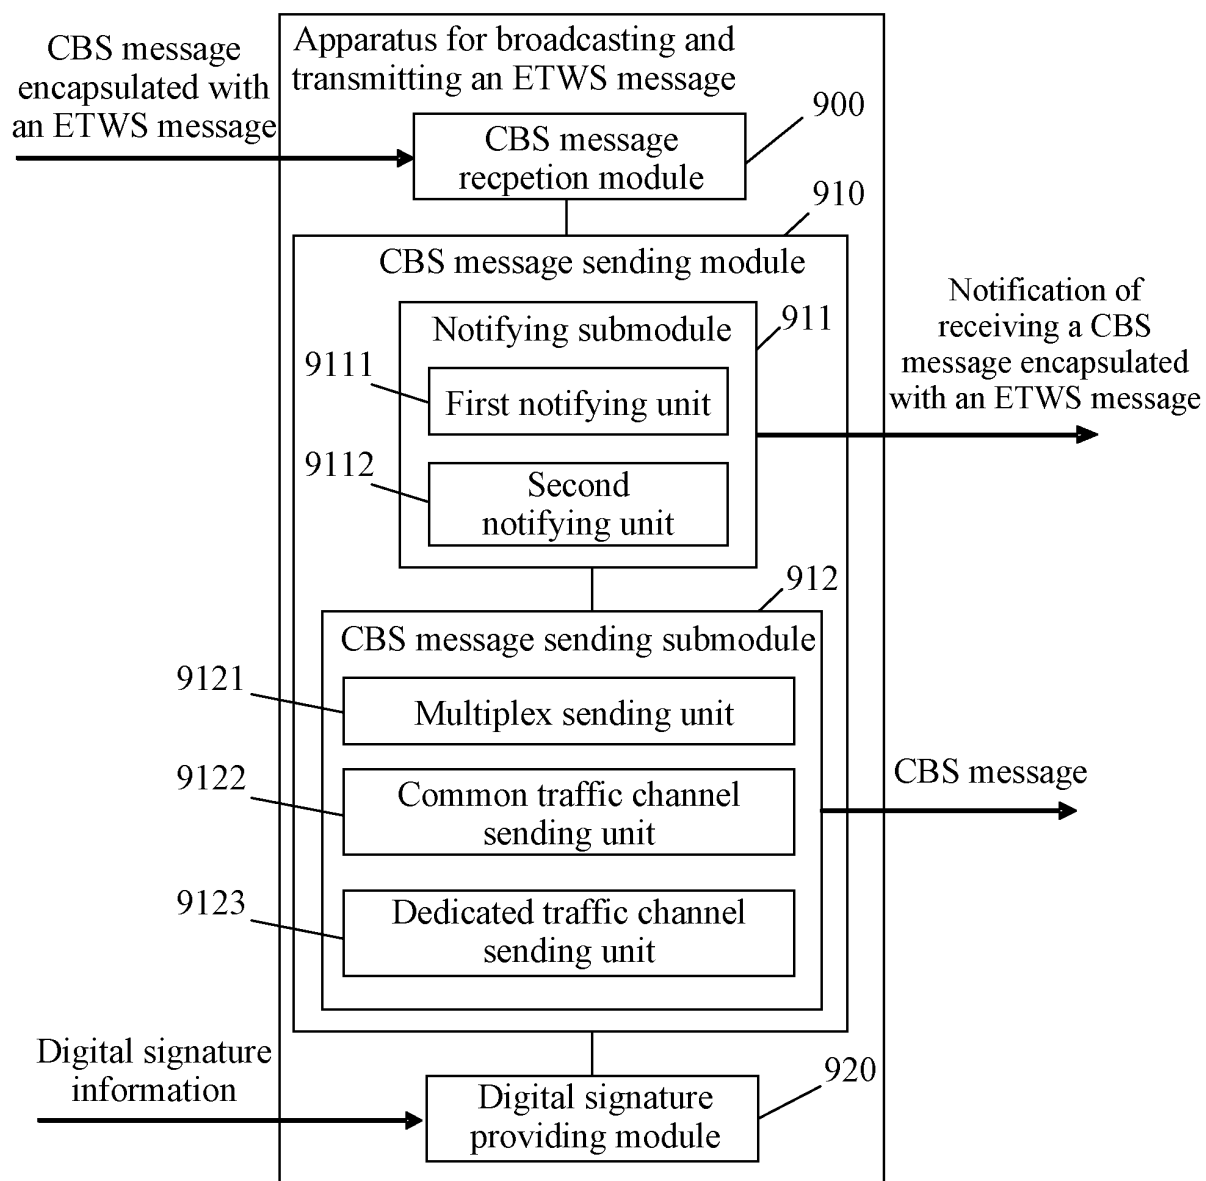 CBS message
encapsulated with
an ETWS message
Apparatus for broadcasting and
transmitting an ETWS message
900
CBS message
recpetion module
910
CBS message sending module
Notifying submodule
911
9111
First notifying unit
9112
Second
notifying unit
Notification of
receiving a CBS
message encapsulated
with an ETWS message
912
CBS message sending submodule
9121
Multiplex sending unit
9122
Common traffic channel
sending unit
CBS message
9123
Dedicated traffic channel
sending unit
Digital signature
information
920
Digital signature
providing module